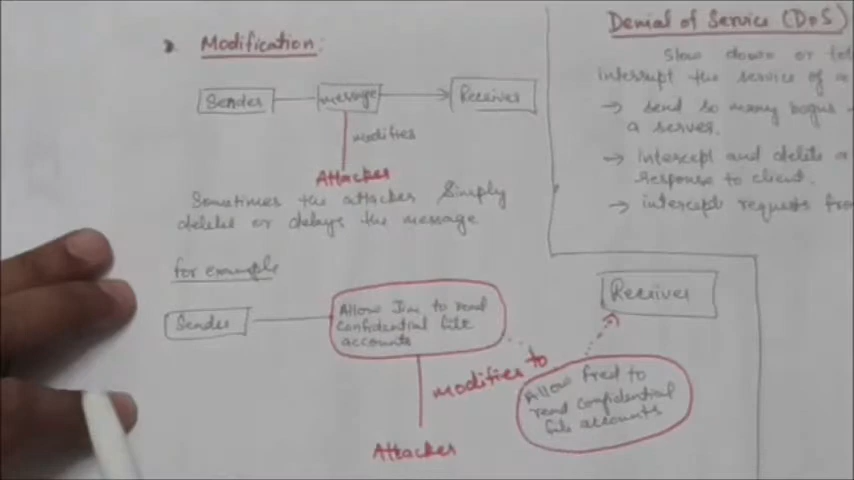 Modification:
Sender
message
Receiver
modifies
Attacker
Sometimes the attacker Simply
deletes or delays the message
for example
Sender
Allow Jim to read
confidential file
accounts
modifies to
Attacker
Receiver
Allow fred to
read confidential
file accounts
Denial of Service (DoS)
Slow down or
interrupt the service of a
→ send so many bogus
a server.
→ intercept and delete a
response to client.
→ intercept requests